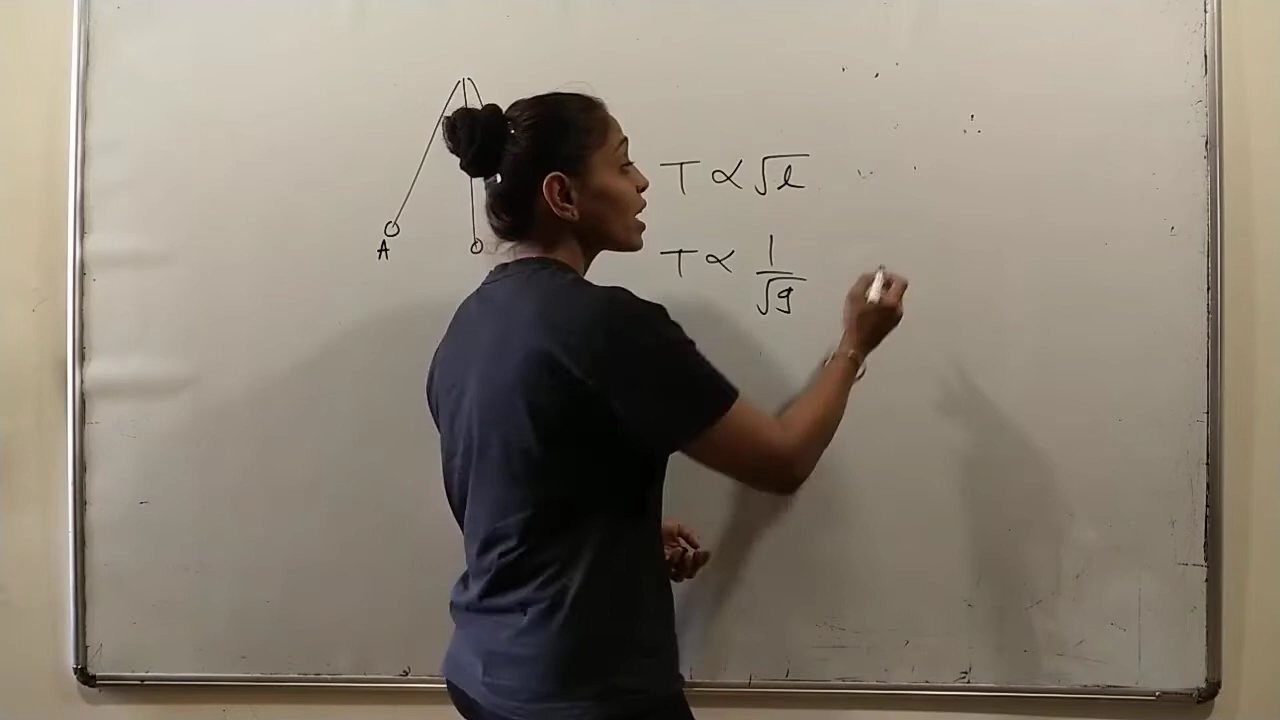 A
T ∝ √l
T ∝ 1/√g